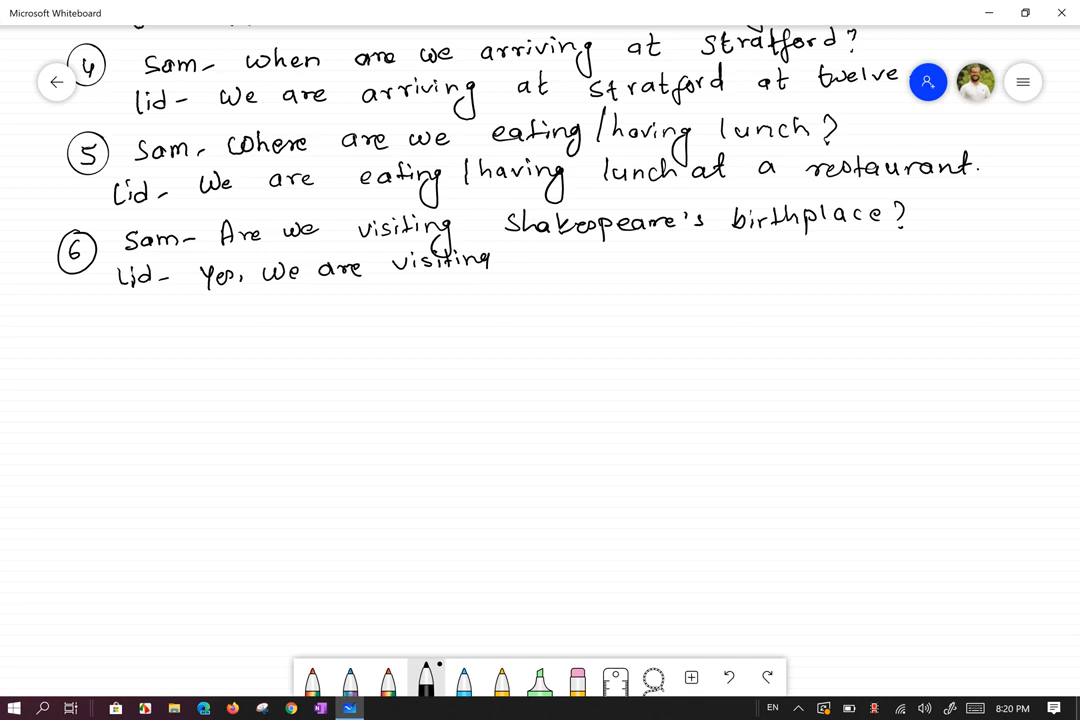 Microsoft Whiteboard
4 Sam- When are we arriving at Stratford?
Lid- We are arriving at Stratford at twelve
5 Sam- Where are we eating/having lunch?
Lid- We are eating/having lunch at a restaurant.
6 Sam- Are we visiting Shakespeare's birthplace?
Lid- Yes, we are visiting
EN 8:20 PM